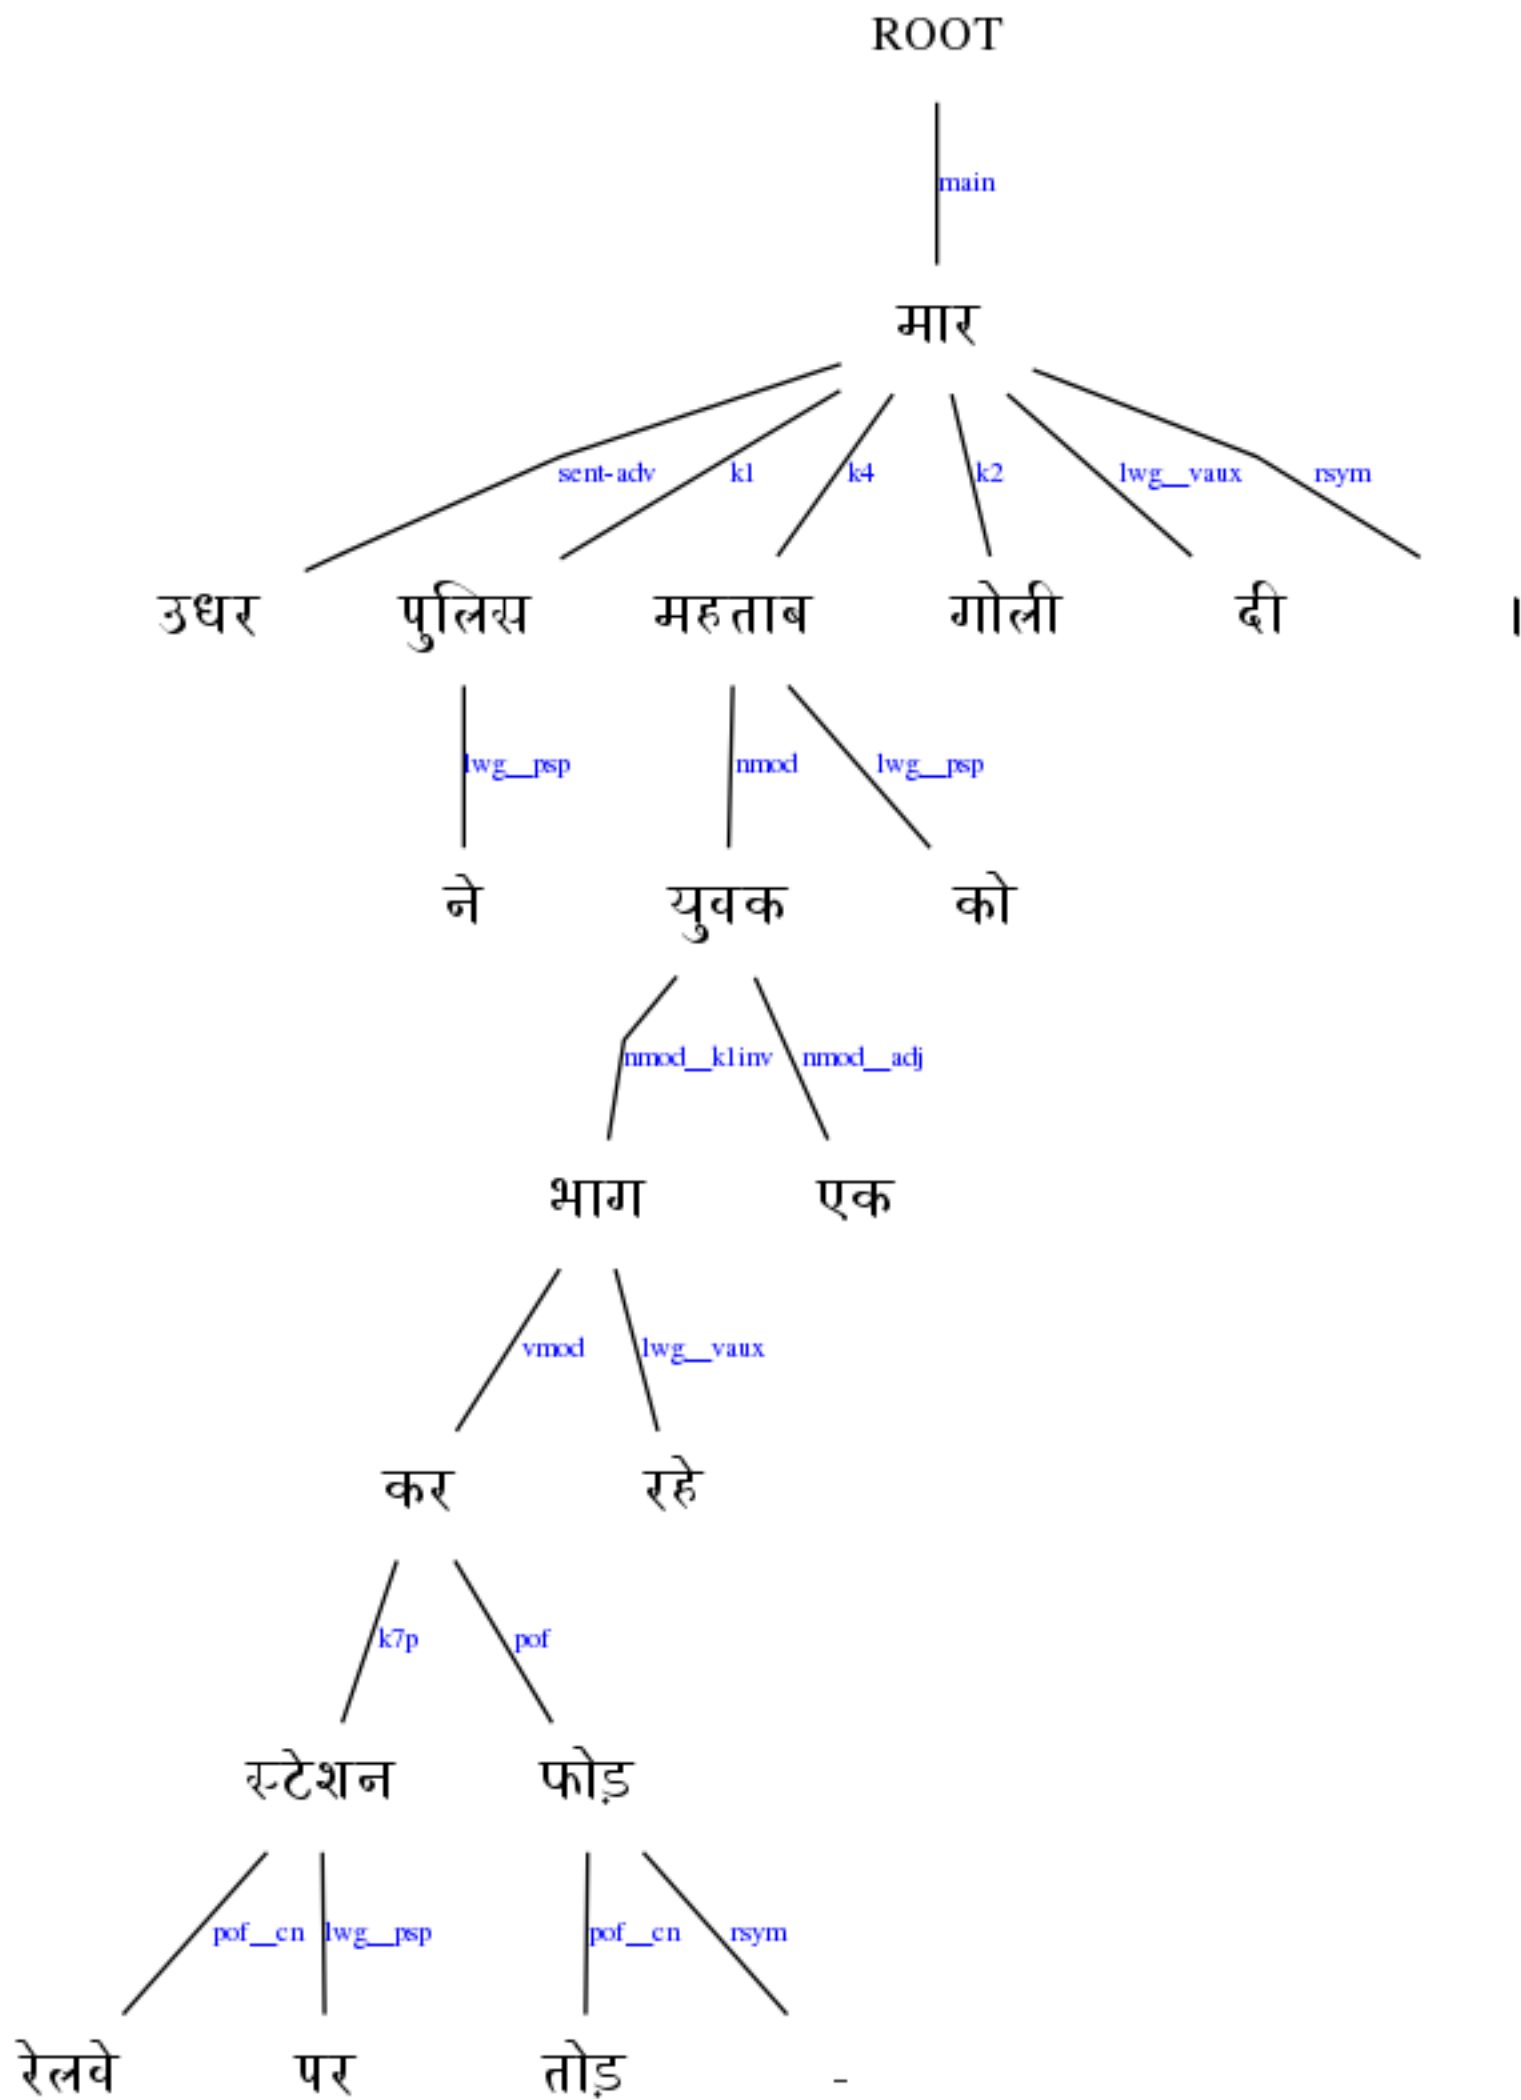 ROOT
main
मार
sent-adv k1 k4 k2 lwg__vaux rsym
उधर पुलिस महताब गोली दी ।
lwg__psp nmod lwg__psp
ने युवक को
nmod__k1inv nmod__adj
भाग एक
vmod lwg__vaux
कर रहे
k7p pof
स्टेशन फोड़
pof__cn lwg__psp pof__cn rsym
रेलवे पर तोड़ -